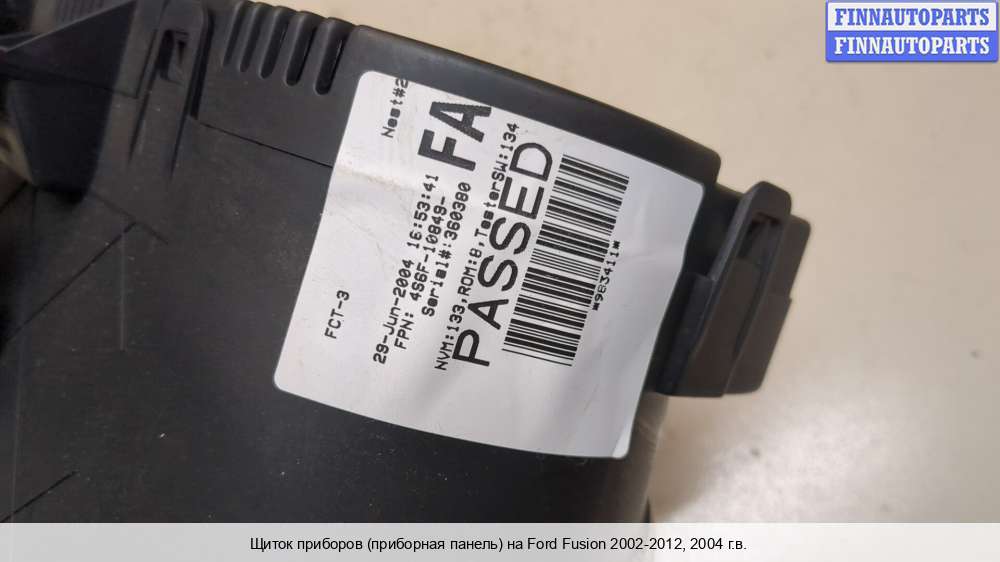 FINNAUTOPARTS
FINNAUTOPARTS
FCT-3
Nest#2
29-Jun-2004 16:53:41
FPN: 4S6F-10849-
FA
Serial#:360380
NVM:133,ROM:8,TesterSW:134
PASSED
*9B3411*
Щиток приборов (приборная панель) на Ford Fusion 2002-2012, 2004 г.в.